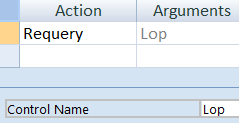 Action Arguments
Requery Lop
Control Name Lop